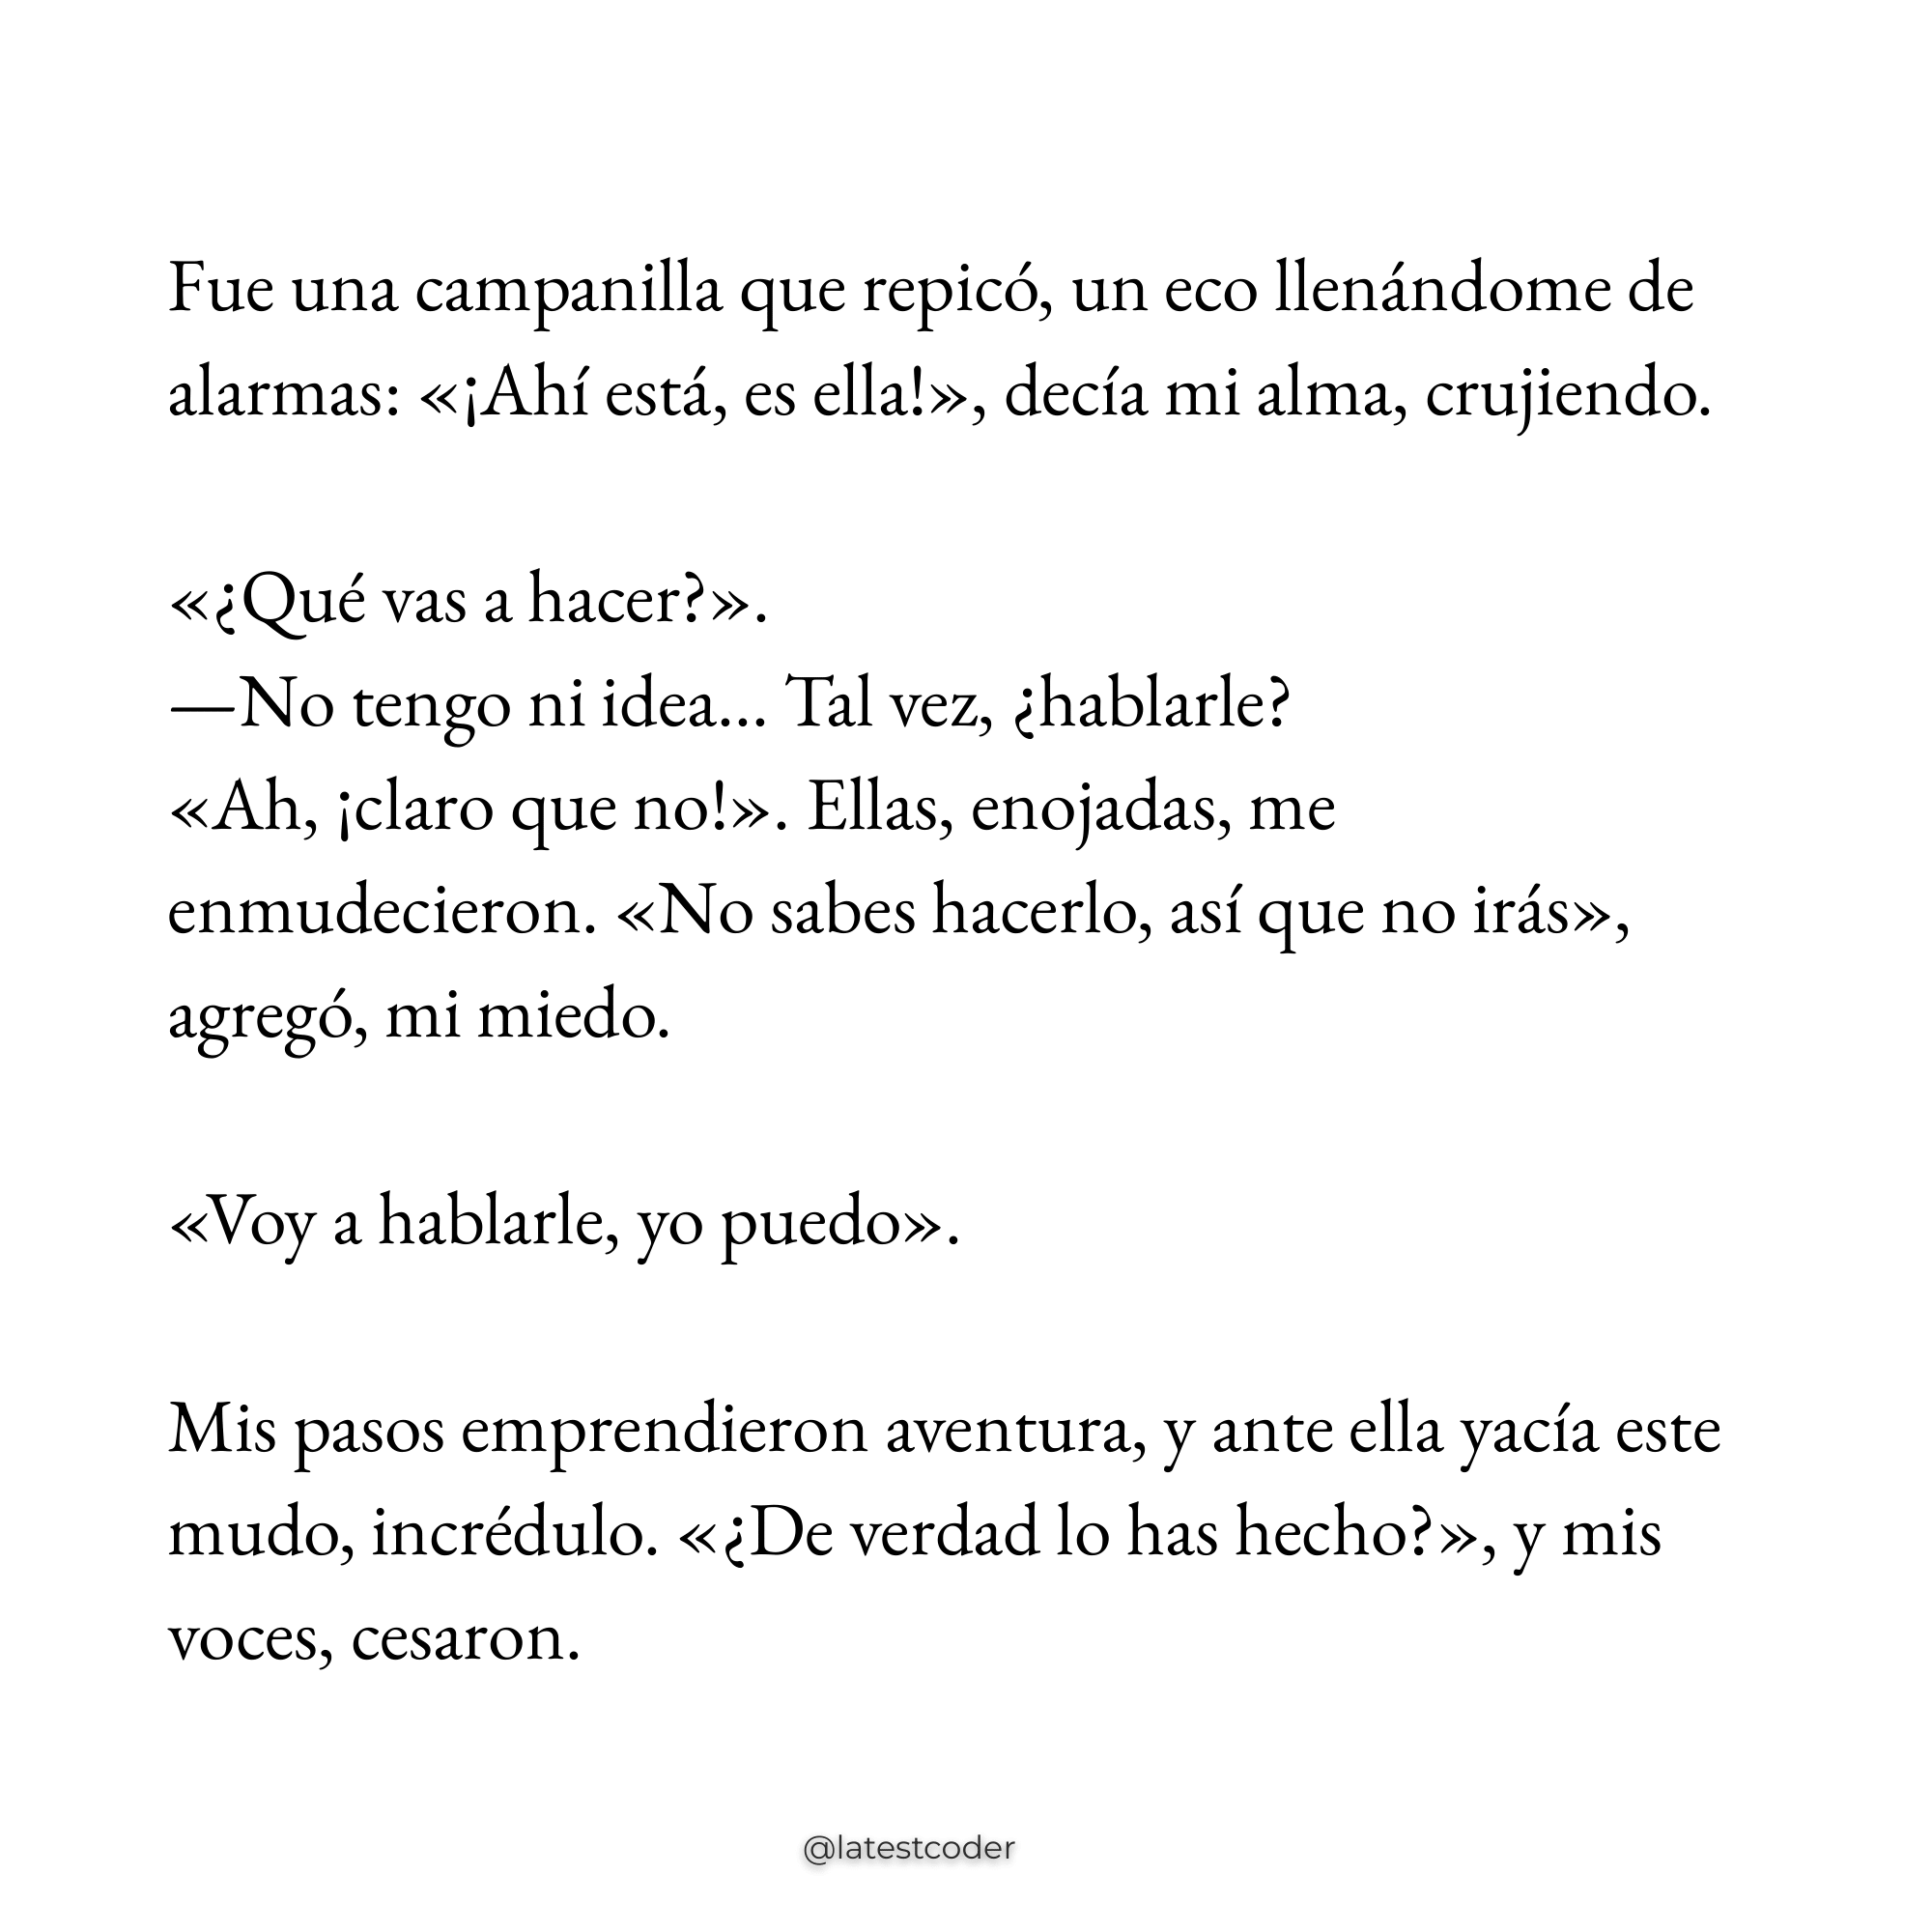 Fue una campanilla que repicó, un eco llenándome de
alarmas: «¡Ahí está, es ella!», decía mi alma, crujiendo.
«¿Qué vas a hacer?».
—No tengo ni idea... Tal vez, ¿hablarle?
«Ah, ¡claro que no!». Ellas, enojadas, me
enmudecieron. «No sabes hacerlo, así que no irás»,
agregó, mi miedo.
«Voy a hablarle, yo puedo».
Mis pasos emprendieron aventura, y ante ella yacía este
mudo, incrédulo. «¿De verdad lo has hecho?», y mis
voces, cesaron.
@latestcoder